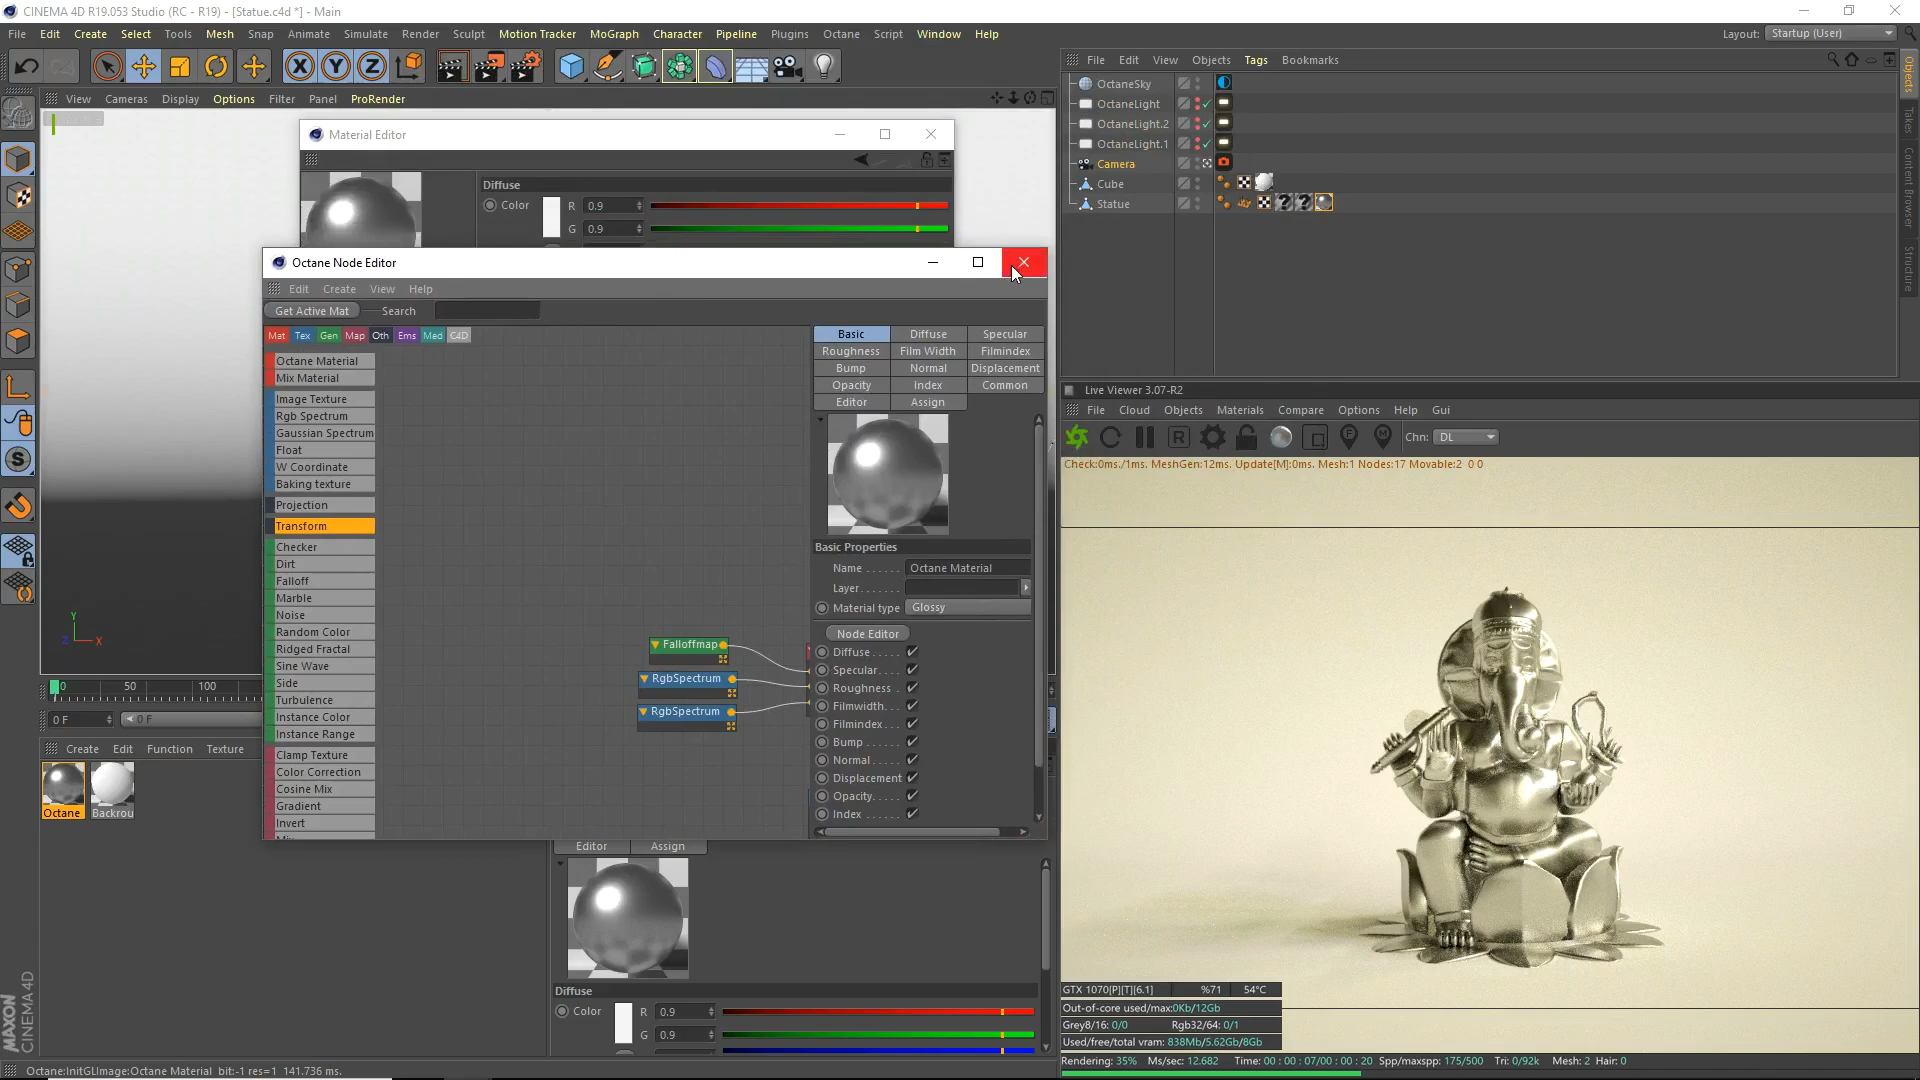 CINEMA 4D R19.053 Studio (RC - R19) - [Statue.c4d *] - Main
File Edit Create Select Tools Mesh Snap Animate Simulate Render Sculpt Motion Tracker MoGraph Character Pipeline Plugins Octane Script Window Help
Layout: Startup (User)
View Cameras Display Options Filter Panel ProRender
File Edit View Objects Tags Bookmarks
OctaneSky
OctaneLight
OctaneLight.2
OctaneLight.1
Camera
Cube
Statue
Objects
Takes
Content Browser
Structure
Material Editor
Diffuse
Color R 0.9
G 0.9
Octane Node Editor
Edit Create View Help
Get Active Mat Search
Mat Tex Gen Map Oth Ems Med C4D
Octane Material
Mix Material
Image Texture
Rgb Spectrum
Gaussian Spectrum
Float
W Coordinate
Baking texture
Projection
Transform
Checker
Dirt
Falloff
Marble
Noise
Random Color
Ridged Fractal
Sine Wave
Side
Turbulence
Instance Color
Instance Range
Clamp Texture
Color Correction
Cosine Mix
Gradient
Invert
Falloffmap
RgbSpectrum
RgbSpectrum
Basic Diffuse Specular
Roughness Film Width Filmindex
Bump Normal Displacement
Opacity Index Common
Editor Assign
Basic Properties
Name . . . . . . Octane Material
Layer. . . . . . .
Material type Glossy
Node Editor
Diffuse . . . . .
Specular. . . . .
Roughness .
Filmwidth. . .
Filmindex. . .
Bump . . . . . .
Normal . . . . .
Displacement
Opacity. . . . .
Index . . . . . .
0 50 100
0 F 0 F
Create Edit Function Texture
Octane Backrou
Editor Assign
Diffuse
Color R 0.9
G 0.9
MAXON
CINEMA 4D
Octane:InitGLImage:Octane Material bit:-1 res=1 141.736 ms.
Live Viewer 3.07-R2
File Cloud Objects Materials Compare Options Help Gui
Chn: DL
Check:0ms./1ms. MeshGen:12ms. Update[M]:0ms. Mesh:1 Nodes:17 Movable:2 0 0
GTX 1070[P][T][6.1] %71 54°C
Out-of-core used/max:0Kb/12Gb
Grey8/16: 0/0 Rgb32/64: 0/1
Used/free/total vram: 838Mb/5.62Gb/8Gb
Rendering: 35% Ms/sec: 12.682 Time: 00 : 00 : 07/00 : 00 : 20 Spp/maxspp: 175/500 Tri: 0/92k Mesh: 2 Hair: 0